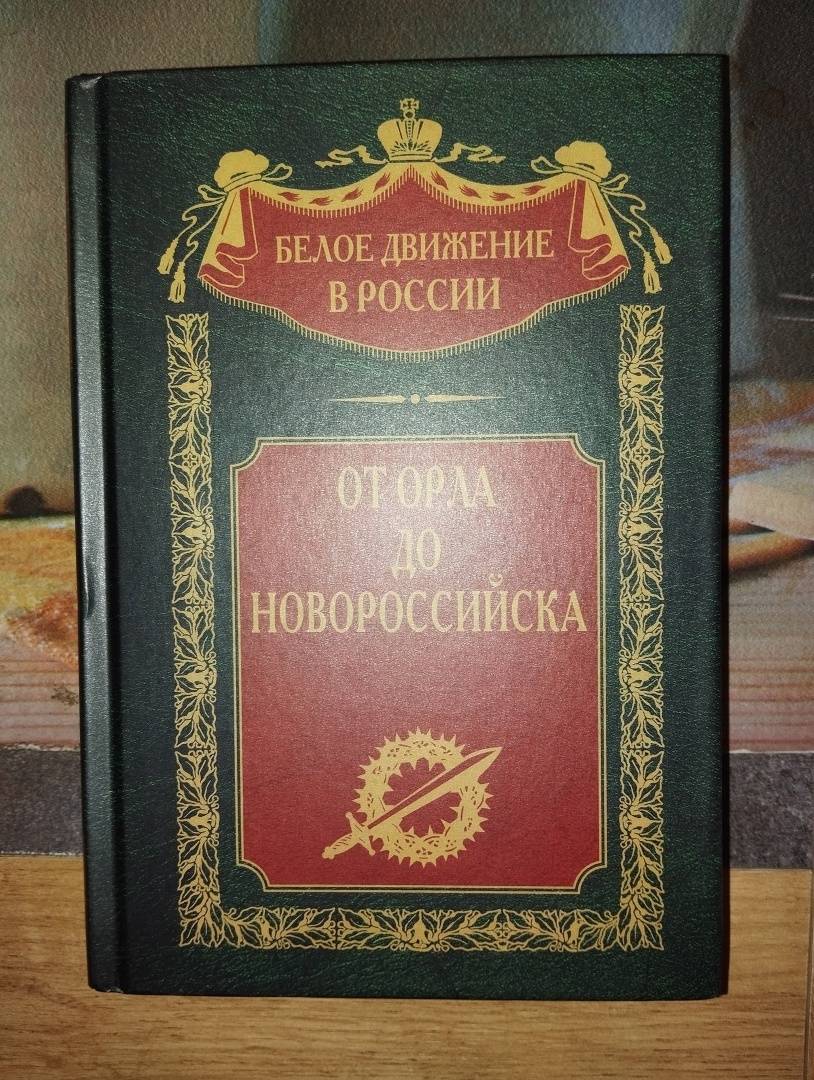 БЕЛОЕ ДВИЖЕНИЕ
В РОССИИ
ОТ ОРЛА
ДО
НОВОРОССИЙСКА